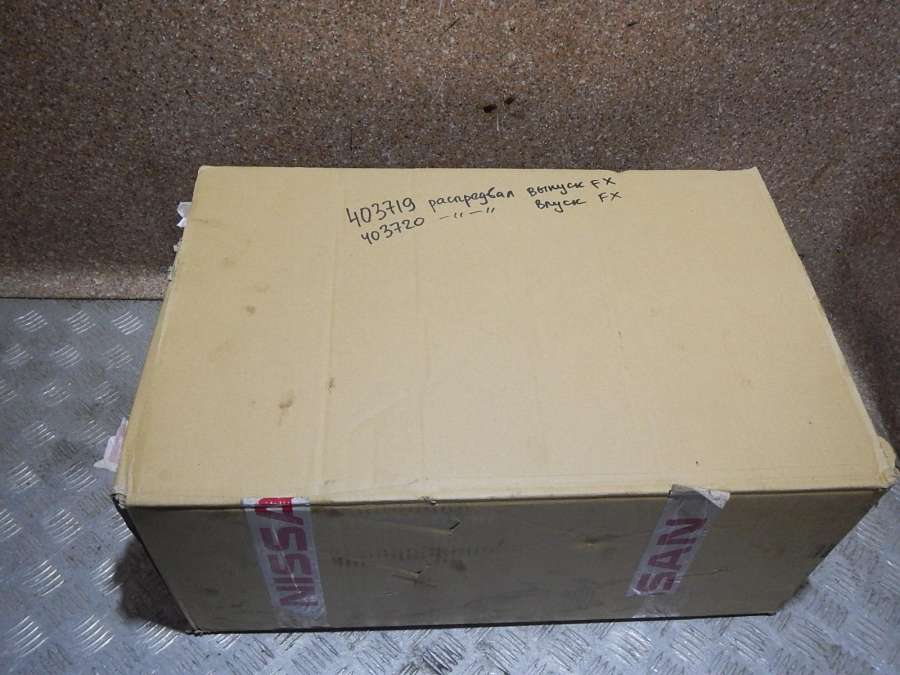 403719 распредвал выпуск FX
403720 —〃—〃 впуск FX
NISSA
SAN